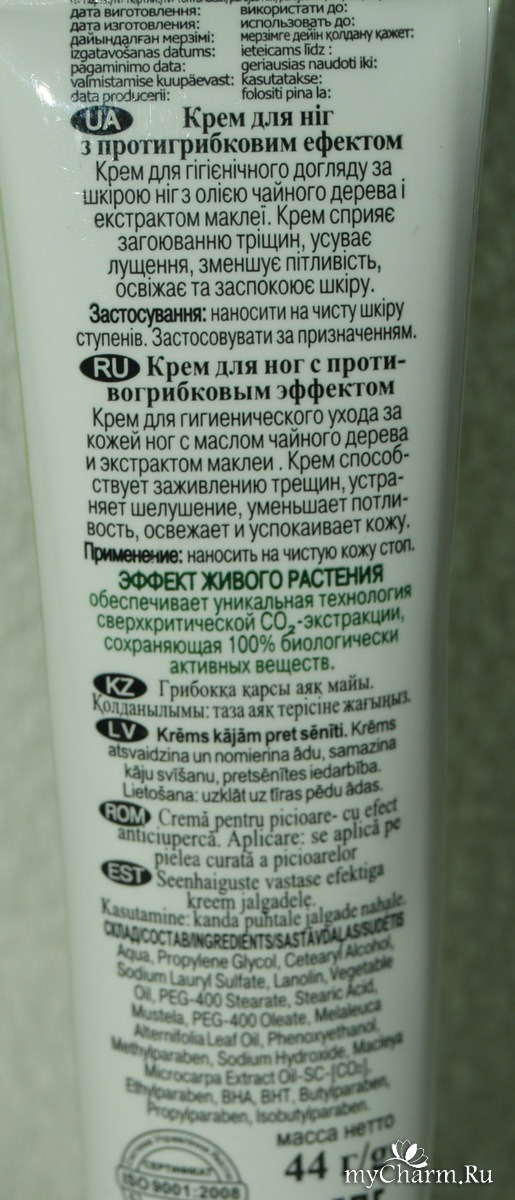 дата виготовлення: використати до:
дата изготовления: использовать до:
дайындалған мерзімі: мерзімге дейін қолдану қажет:
izgatavošanas datums: ieteicams līdz :
pagaminimo data: geriausias naudoti iki:
valmistamise kuupäevast: kasutatakse:
data producerii: folositi pina la:
UA Крем для ніг
з протигрибковим ефектом
Крем для гігієнічного догляду за
шкірою ніг з олією чайного дерева і
екстрактом маклеї. Крем сприяє
загоюванню тріщин, усуває
лущення, зменшує пітливість,
освіжає та заспокоює шкіру.
Застосування: наносити на чисту шкіру
ступенів. Застосовувати за призначенням.
RU Крем для ног с проти-
вогрибковым эффектом
Крем для гигиенического ухода за
кожей ног с маслом чайного дерева
и экстрактом маклеи . Крем способ-
ствует заживлению трещин, устра-
няет шелушение, уменьшает потли-
вость, освежает и успокаивает кожу.
Применение: наносить на чистую кожу стоп.
ЭФФЕКТ ЖИВОГО РАСТЕНИЯ
обеспечивает уникальная технология
сверхкритической CO₂-экстракции,
сохраняющая 100% биологически
активных веществ.
KZ Грибокқа қарсы аяқ майы.
Қолданылымы: таза аяқ терісіне жағыңыз.
LV Krēms kājām pret sēnīti. Krēms
atsvaidzina un nomierina ādu, samazina
kāju svīšanu, pretsēnītes iedarbība.
Lietošana: uzklāt uz tīras pēdu ādas.
ROM Cremă pentru picioare- cu efect
anticiupercă. Aplicare: se aplică pe
pielea curată a picioarelor
EST Seenhaiguste vastase efektiga
kreem jalgadele.
Kasutamine: kanda puhtale jalgade nahale.
СКЛАД/СОСТАВ/INGREDIENTS/SASTĀVDAĻAS/SUDĒTIS
Aqua, Propylene Glycol, Cetearyl Alcohol,
Sodium Lauryl Sulfate, Lanolin, Vegetable
Oil, PEG-400 Stearate, Stearic Acid,
Mustela, PEG-400 Oleate, Melaleuca
Alternifolia Leaf Oil, Phenoxyethanol,
Methylparaben, Sodium Hydroxide, Macleya
Microcarpa Extract Oil-SC-[CO₂],
Ethylparaben, BHA, BHT, Butylparaben,
Propylparaben, Isobutylparaben.
масса нетто
44 г/
СЕРТИФИКАТ
ISO 9001:2008
myCharm.Ru